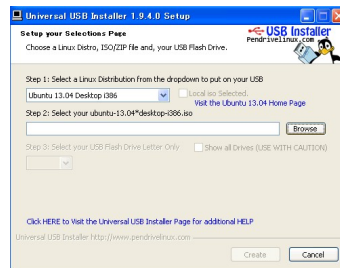 Universal USB Installer 1.9.4.0 Setup
Setup your Selections Page
Choose a Linux Distro, ISO/ZIP file and, your USB Flash Drive.
USB Installer
Pendrivelinux.com
Step 1: Select a Linux Distribution from the dropdown to put on your USB
Ubuntu 13.04 Desktop i386
Local iso Selected.
Visit the Ubuntu 13.04 Home Page
Step 2: Select your ubuntu-13.04*desktop-i386.iso
Browse
Step 3: Select your USB Flash Drive Letter Only
Show all Drives (USE WITH CAUTION)
Click HERE to Visit the Universal USB Installer Page for additional HELP
Universal USB Installer http://www.pendrivelinux.com
Create
Cancel